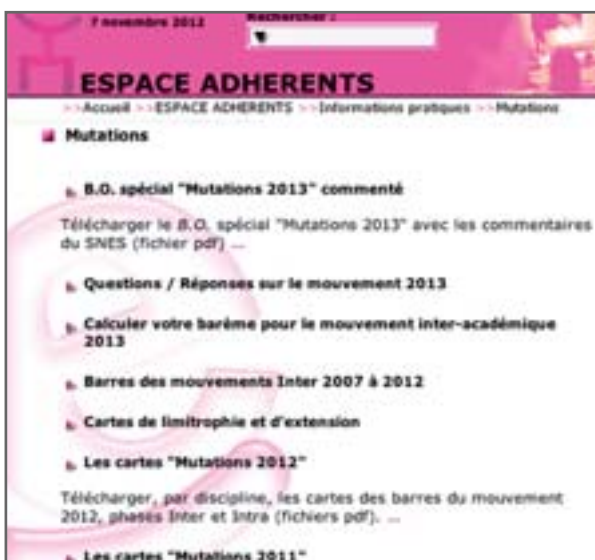 7 novembre 2012
Rechercher :
ESPACE ADHERENTS
>>Accueil >>ESPACE ADHERENTS >>Informations pratiques >>Mutations
Mutations
B.O. spécial "Mutations 2013" commenté
Télécharger le B.O. spécial "Mutations 2013" avec les commentaires
du SNES (fichier pdf) ...
Questions / Réponses sur le mouvement 2013
Calculer votre barème pour le mouvement inter-académique
2013
Barres des mouvements Inter 2007 à 2012
Cartes de limitrophie et d'extension
Les cartes "Mutations 2012"
Télécharger, par discipline, les cartes des barres du mouvement
2012, phases Inter et Intra (fichiers pdf). ...
Les cartes "Mutations 2011"